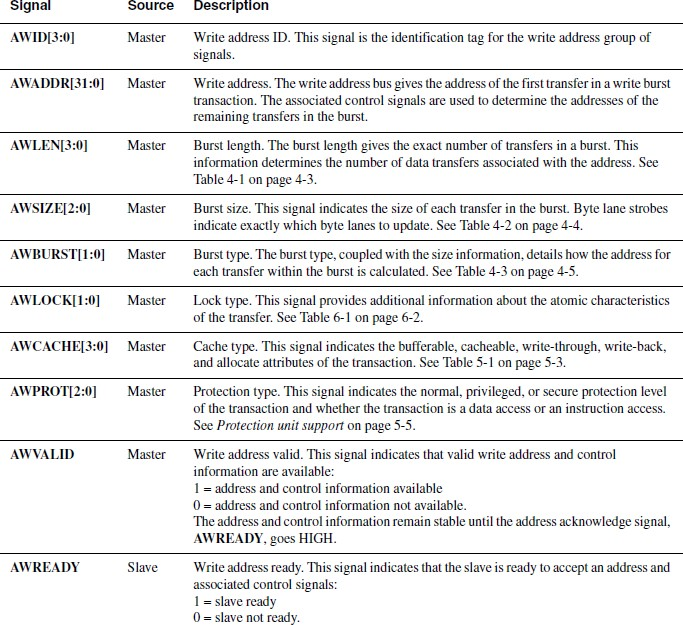 Signal Source Description
AWID[3:0] Master Write address ID. This signal is the identification tag for the write address group of
signals.
AWADDR[31:0] Master Write address. The write address bus gives the address of the first transfer in a write burst
transaction. The associated control signals are used to determine the addresses of the
remaining transfers in the burst.
AWLEN[3:0] Master Burst length. The burst length gives the exact number of transfers in a burst. This
information determines the number of data transfers associated with the address. See
Table 4-1 on page 4-3.
AWSIZE[2:0] Master Burst size. This signal indicates the size of each transfer in the burst. Byte lane strobes
indicate exactly which byte lanes to update. See Table 4-2 on page 4-4.
AWBURST[1:0] Master Burst type. The burst type, coupled with the size information, details how the address for
each transfer within the burst is calculated. See Table 4-3 on page 4-5.
AWLOCK[1:0] Master Lock type. This signal provides additional information about the atomic characteristics
of the transfer. See Table 6-1 on page 6-2.
AWCACHE[3:0] Master Cache type. This signal indicates the bufferable, cacheable, write-through, write-back,
and allocate attributes of the transaction. See Table 5-1 on page 5-3.
AWPROT[2:0] Master Protection type. This signal indicates the normal, privileged, or secure protection level
of the transaction and whether the transaction is a data access or an instruction access.
See Protection unit support on page 5-5.
AWVALID Master Write address valid. This signal indicates that valid write address and control
information are available:
1 = address and control information available
0 = address and control information not available.
The address and control information remain stable until the address acknowledge signal,
AWREADY, goes HIGH.
AWREADY Slave Write address ready. This signal indicates that the slave is ready to accept an address and
associated control signals:
1 = slave ready
0 = slave not ready.